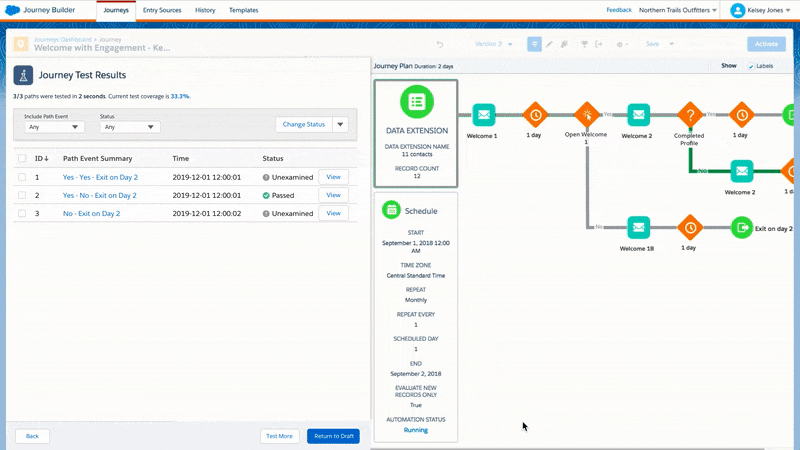 Journey Builder
Journeys
Entry Sources
History
Templates
Feedback
Northern Trails Outfitters
Kelsey Jones
Journeys Dashboard > Journey
Welcome with Engagement - Ke...
Version 2
Save
Activate
Journey Test Results
3/3 paths were tested in 2 seconds. Current test coverage is 33.3%.
Include Path Event
Any
Status
Any
Change Status
ID
Path Event Summary
Time
Status
1
Yes - Yes - Exit on Day 2
2019-12-01 12:00:01
Unexamined
View
2
Yes - No - Exit on Day 2
2019-12-01 12:00:01
Passed
View
3
No - Exit on Day 2
2019-12-01 12:00:02
Unexamined
View
Back
Test More
Return to Draft
Journey Plan Duration: 2 days
Show
Labels
DATA EXTENSION
DATA EXTENSION NAME
11 contacts
RECORD COUNT
12
Schedule
START
September 1, 2018 12:00
AM
TIME ZONE
Central Standard Time
REPEAT
Monthly
REPEAT EVERY
1
SCHEDULED DAY
1
END
September 2, 2018
EVALUATE NEW
RECORDS ONLY
True
AUTOMATION STATUS
Running
Welcome 1
1 day
Open Welcome
1
Yes
Welcome 2
Completed
Profile
Yes
1 day
No
Welcome 2
No
Welcome 1B
1 day
Exit on day 2